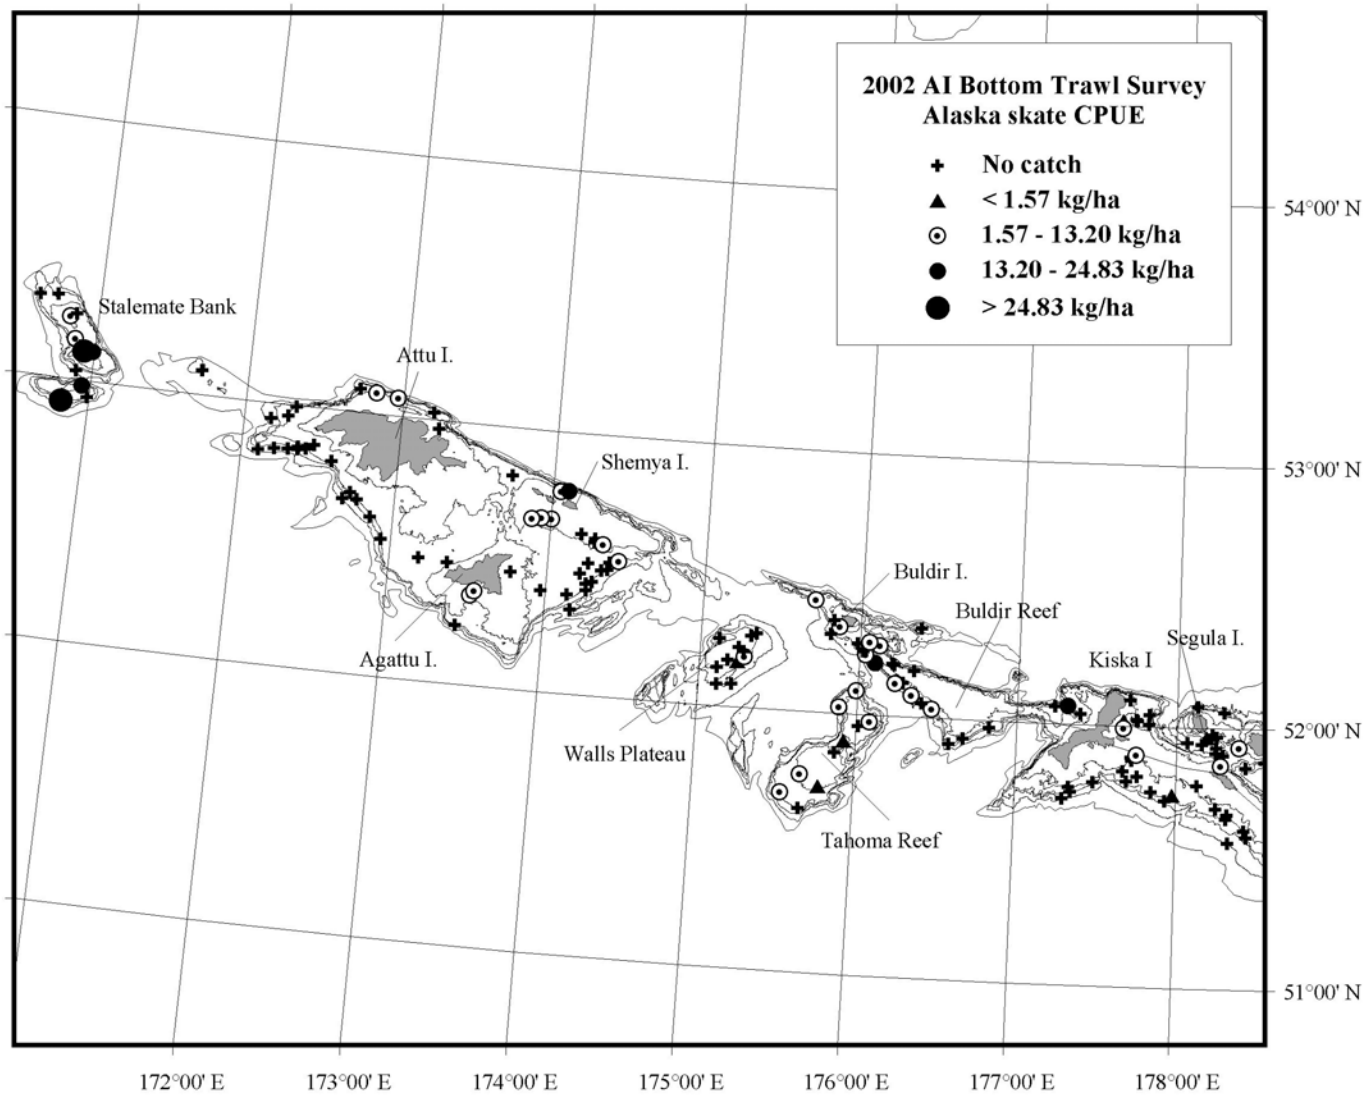 2002 AI Bottom Trawl Survey
Alaska skate CPUE
No catch
< 1.57 kg/ha
1.57 - 13.20 kg/ha
13.20 - 24.83 kg/ha
> 24.83 kg/ha
54°00' N
Stalemate Bank
Attu I.
Shemya I.
53°00' N
Buldir I.
Buldir Reef
Segula I.
Agattu I.
Kiska I
52°00' N
Walls Plateau
Tahoma Reef
51°00' N
172°00' E
173°00' E
174°00' E
175°00' E
176°00' E
177°00' E
178°00' E